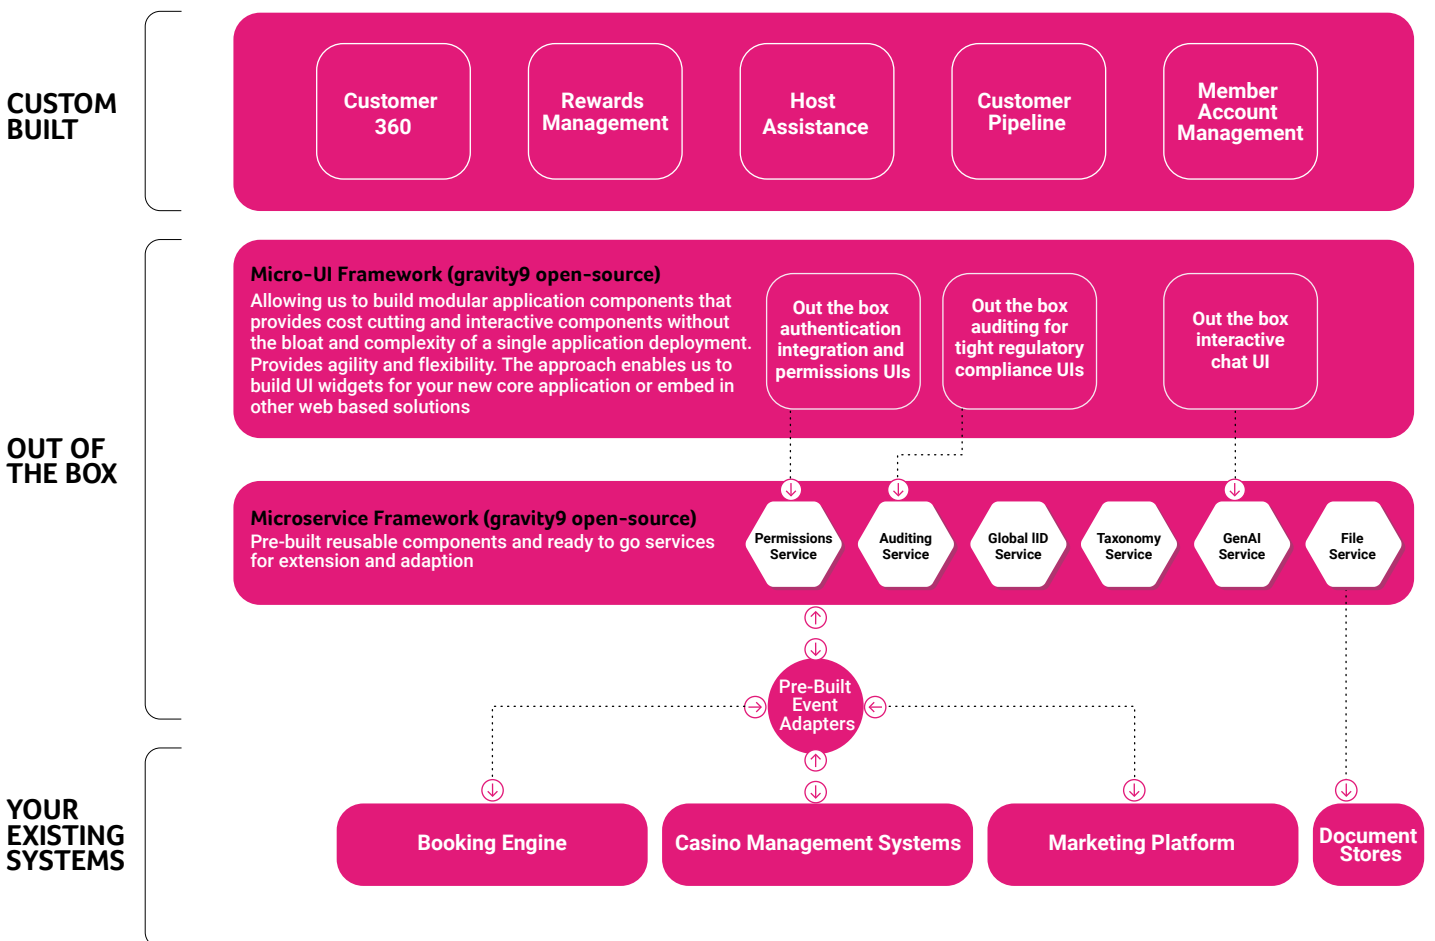 CUSTOM
BUILT
Customer
360
Rewards
Management
Host
Assistance
Customer
Pipeline
Member
Account
Management
OUT OF
THE BOX
Micro-UI Framework (gravity9 open-source)
Allowing us to build modular application components that
provides cost cutting and interactive components without
the bloat and complexity of a single application deployment.
Provides agility and flexibility. The approach enables us to
build UI widgets for your new core application or embed in
other web based solutions
Out the box
authentication
integration and
permissions UIs
Out the box
auditing for
tight regulatory
compliance UIs
Out the box
interactive
chat UI
Microservice Framework (gravity9 open-source)
Pre-built reusable components and ready to go services
for extension and adaption
Permissions
Service
Auditing
Service
Global IID
Service
Taxonomy
Service
GenAI
Service
File
Service
Pre-Built
Event
Adapters
YOUR
EXISTING
SYSTEMS
Booking Engine
Casino Management Systems
Marketing Platform
Document
Stores